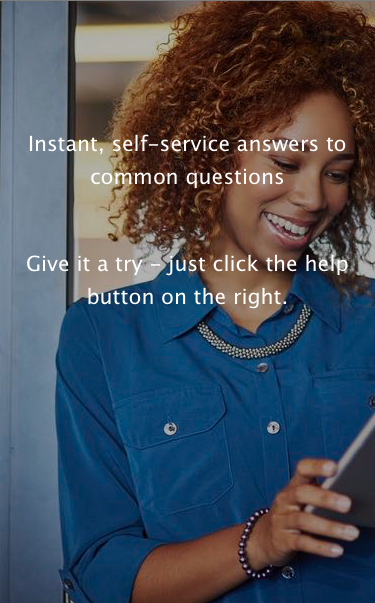 Instant, self-service answers to
common questions
Give it a try - just click the help
button on the right.